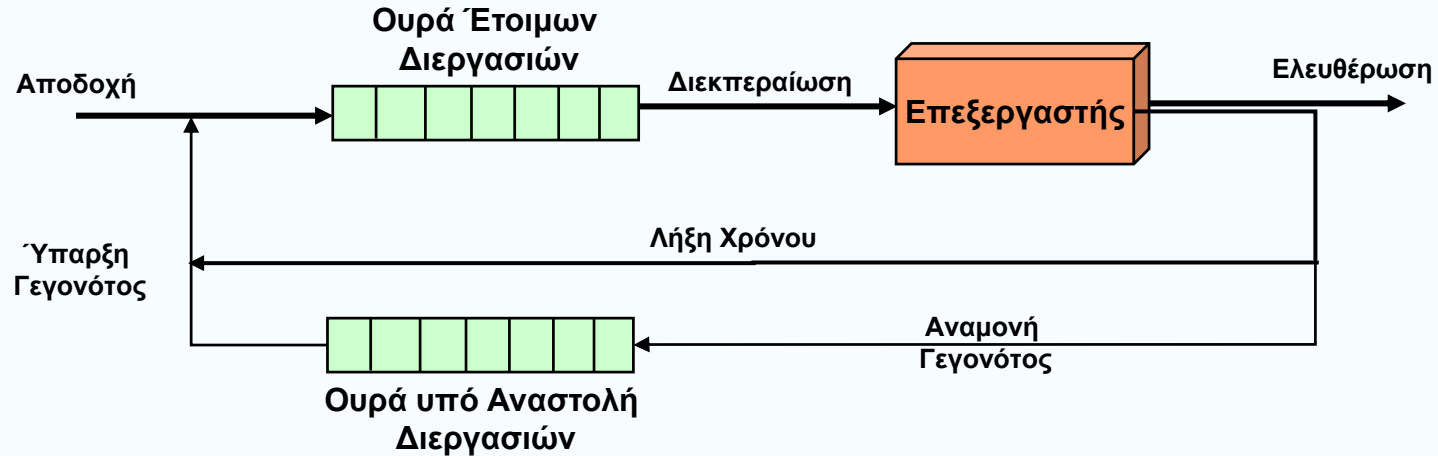 Ουρά Έτοιμων
Διεργασιών
Αποδοχή
Διεκπεραίωση
Επεξεργαστής
Ελευθέρωση
Ύπαρξη
Γεγονότος
Λήξη Χρόνου
Αναμονή
Γεγονότος
Ουρά υπό Αναστολή
Διεργασιών